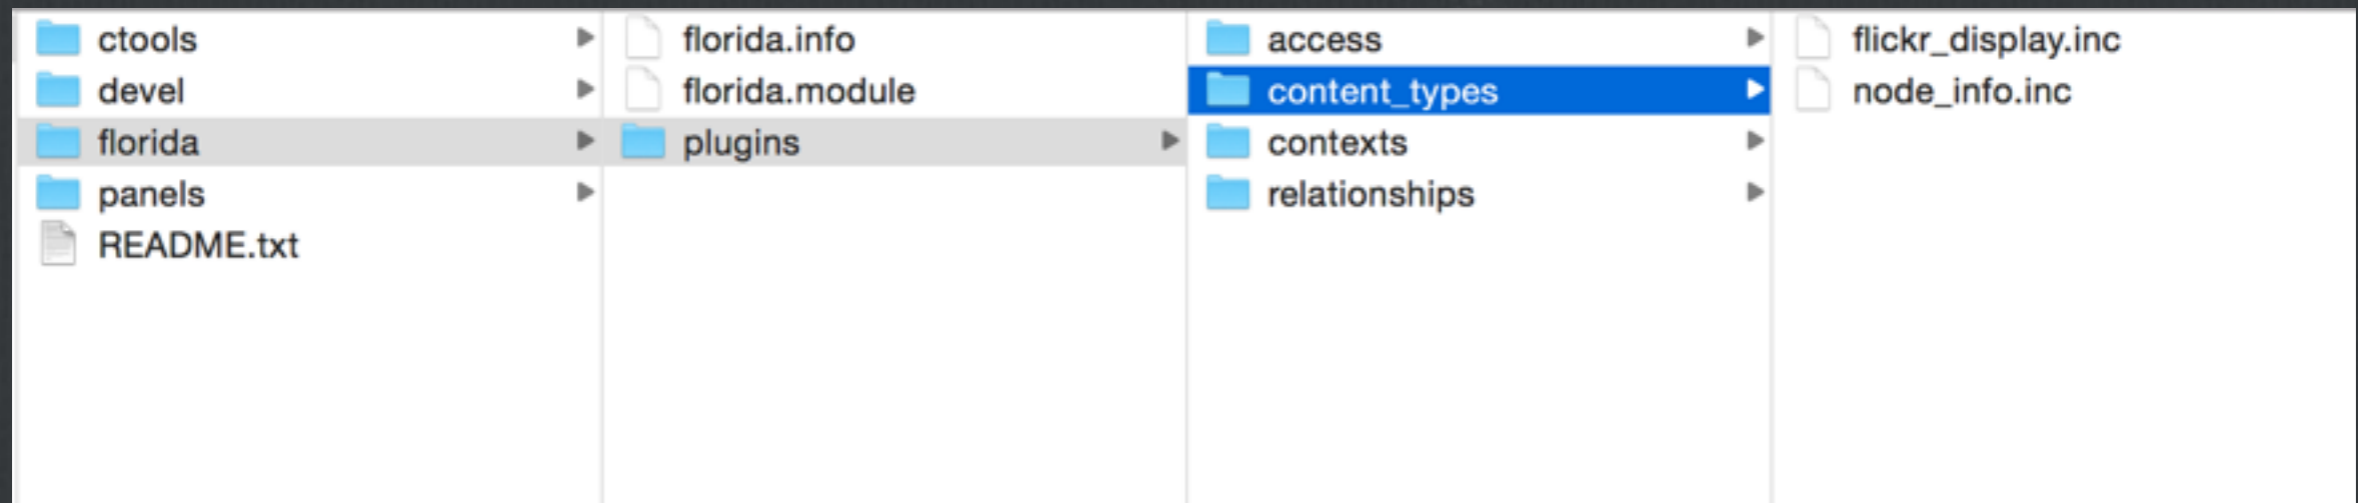 ctools
devel
florida
panels
README.txt
florida.info
florida.module
plugins
access
content_types
contexts
relationships
flickr_display.inc
node_info.inc